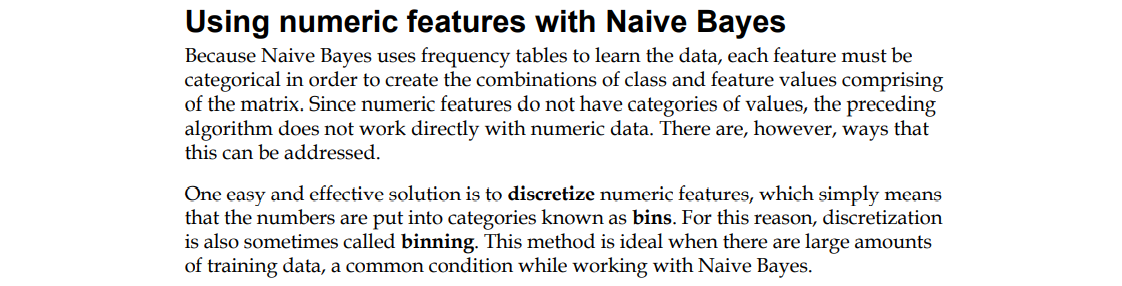 Using numeric features with Naive Bayes
Because Naive Bayes uses frequency tables to learn the data, each feature must be
categorical in order to create the combinations of class and feature values comprising
of the matrix. Since numeric features do not have categories of values, the preceding
algorithm does not work directly with numeric data. There are, however, ways that
this can be addressed.
One easy and effective solution is to discretize numeric features, which simply means
that the numbers are put into categories known as bins. For this reason, discretization
is also sometimes called binning. This method is ideal when there are large amounts
of training data, a common condition while working with Naive Bayes.